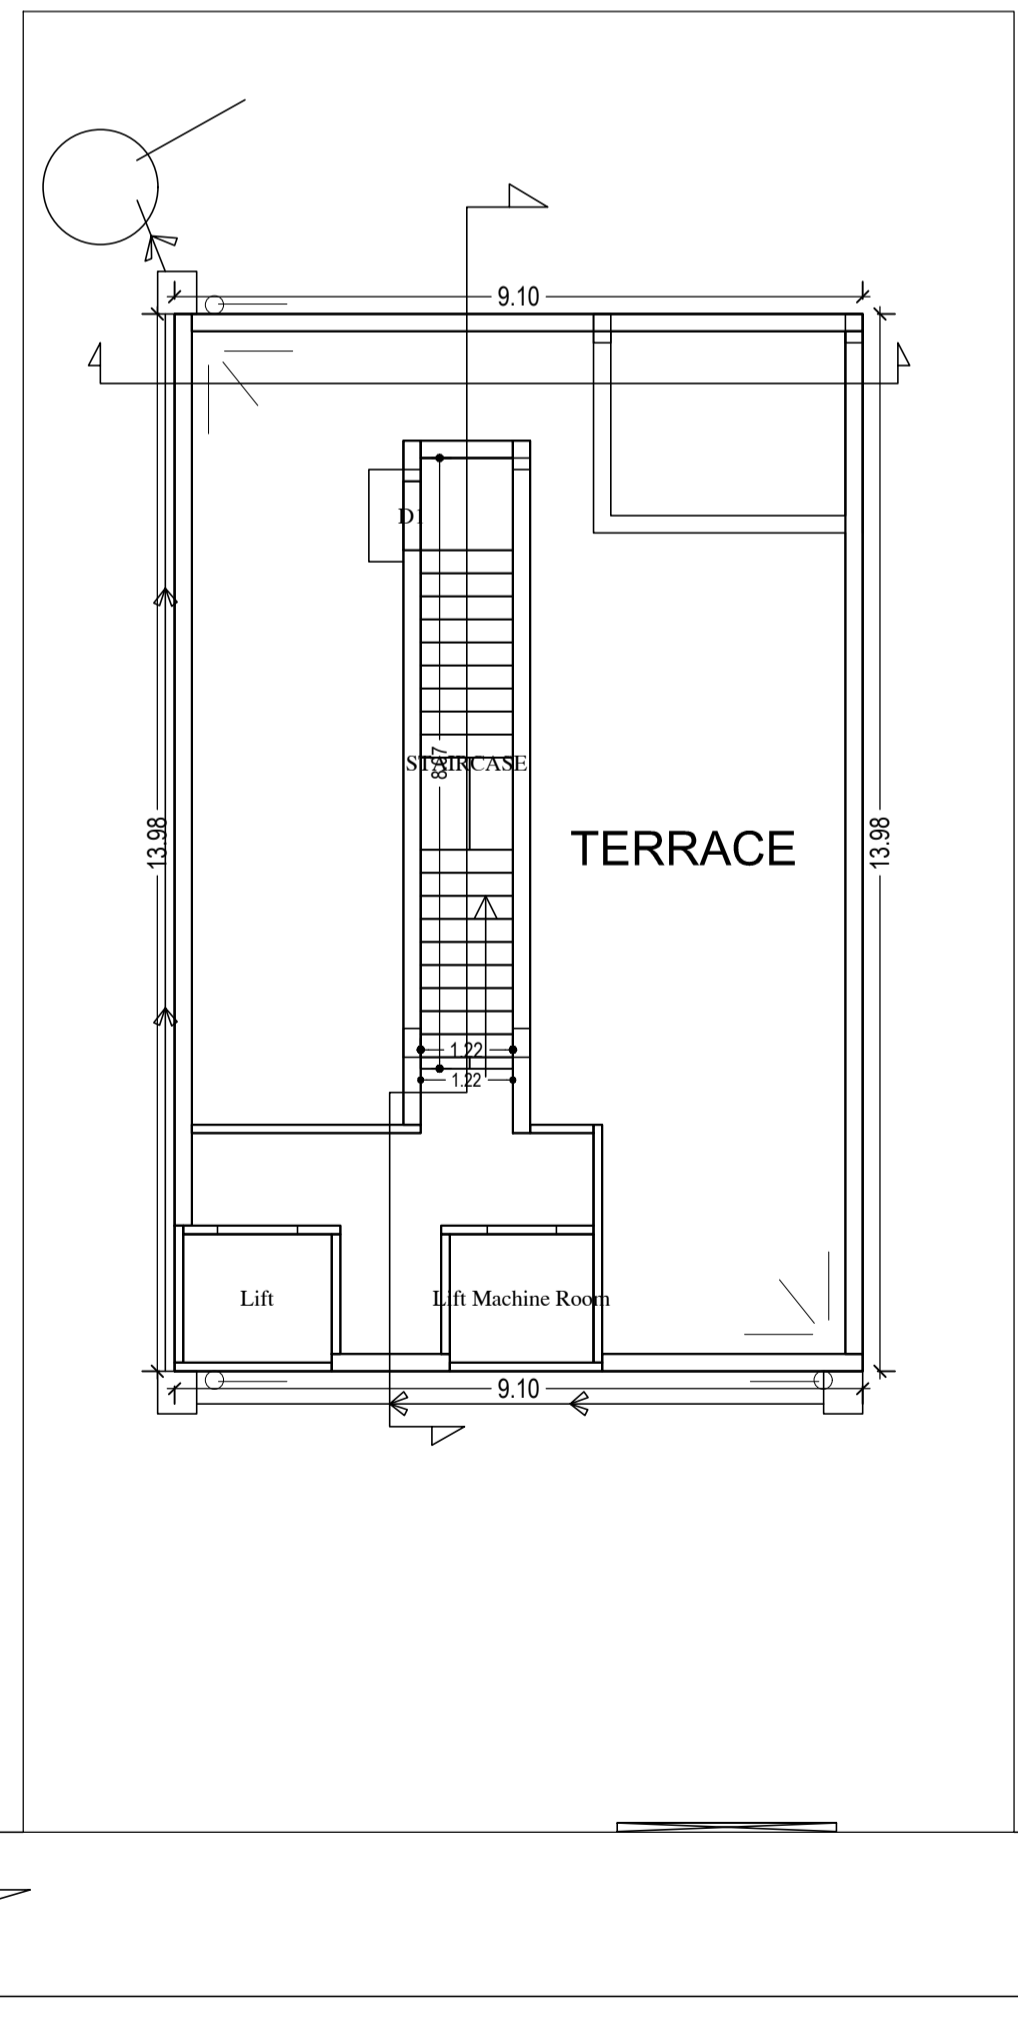 9.10
D1
STAIRCASE
8.07
TERRACE
13.98
13.98
1.22
1.22
Lift
Lift Machine Room
9.10